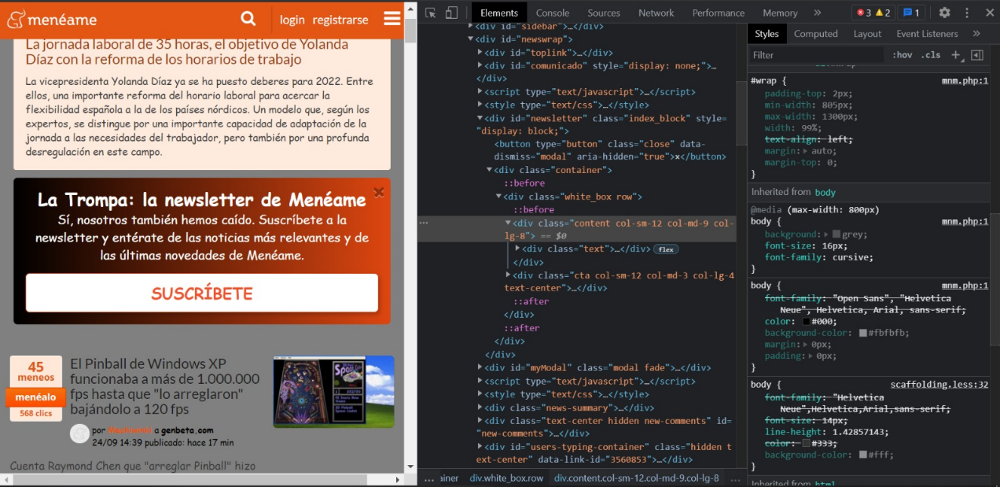 menéame
login registrarse
La jornada laboral de 35 horas, el objetivo de Yolanda
Díaz con la reforma de los horarios de trabajo
La vicepresidenta Yolanda Díaz ya se ha puesto deberes para 2022. Entre
ellos, una importante reforma del horario laboral para acercar la
flexibilidad española a la de los países nórdicos. Un modelo que, según los
expertos, se distingue por una importante capacidad de adaptación de la
jornada a las necesidades del trabajador, pero también por una profunda
desregulación en este campo.
La Trompa: la newsletter de Menéame
Sí, nosotros también hemos caído. Suscríbete a la
newsletter y entérate de las noticias más relevantes y de
las últimas novedades de Menéame.
SUSCRÍBETE
45
meneos
menéalo
568 clics
El Pinball de Windows XP
funcionaba a más de 1.000.000
fps hasta que "lo arreglaron"
bajándolo a 120 fps
por
a genbeta.com
24/09 14:39 publicado: hace 17 min
Cuenta Raymond Chen que "arreglar Pinball" hizo
Elements Console Sources Network Performance Memory » 3 2 1
<div id="sidebar">…</div>
<div id="newswrap">
<div id="toplink">…</div>
<div id="comunicado" style="display: none;">…
</div>
<script type="text/javascript">…</script>
<style type="text/css">…</style>
<div id="newsletter" class="index_block" style=
"display: block;">
<button type="button" class="close" data-
dismiss="modal" aria-hidden="true">x</button>
<div class="container">
::before
<div class="white_box row">
::before
<div class="content col-sm-12 col-md-9 col-
lg-8"> == $0
<div class="text">…</div> flex
</div>
<div class="cta col-sm-12 col-md-3 col-lg-4
text-center">…</div>
::after
</div>
::after
</div>
</div>
<div id="myModal" class="modal fade">…</div>
<script type="text/javascript">…</script>
<style type="text/css">…</style>
<div class="news-summary">…</div>
<div class="text-center hidden new-comments" id=
"new-comments">…</div>
<div id="users-typing-container" class="hidden t
ext-center" data-link-id="3560853">…</div>
... ainer div.white_box.row div.content.col-sm-12.col-md-9.col-lg-8 ...
Styles Computed Layout Event Listeners »
Filter :hov .cls +
#wrap { mnm.php:1
padding-top: 2px;
min-width: 805px;
max-width: 1300px;
width: 99%;
text-align: left;
margin: auto;
margin-top: 0;
}
Inherited from body
@media (max-width: 800px)
body { mnm.php:1
background: grey;
font-size: 16px;
font-family: cursive;
}
body { mnm.php:1
font-family: "Open Sans", "Helvetica
Neue", Helvetica, Arial, sans-serif;
color: #000;
background-color: #fbfbfb;
margin: 0px;
padding: 0px;
}
body { scaffolding.less:32
font-family: "Helvetica
Neue",Helvetica,Arial,sans-serif;
font-size: 14px;
line-height: 1.42857143;
color: #333;
background-color: #fff;
}
Inherited from html